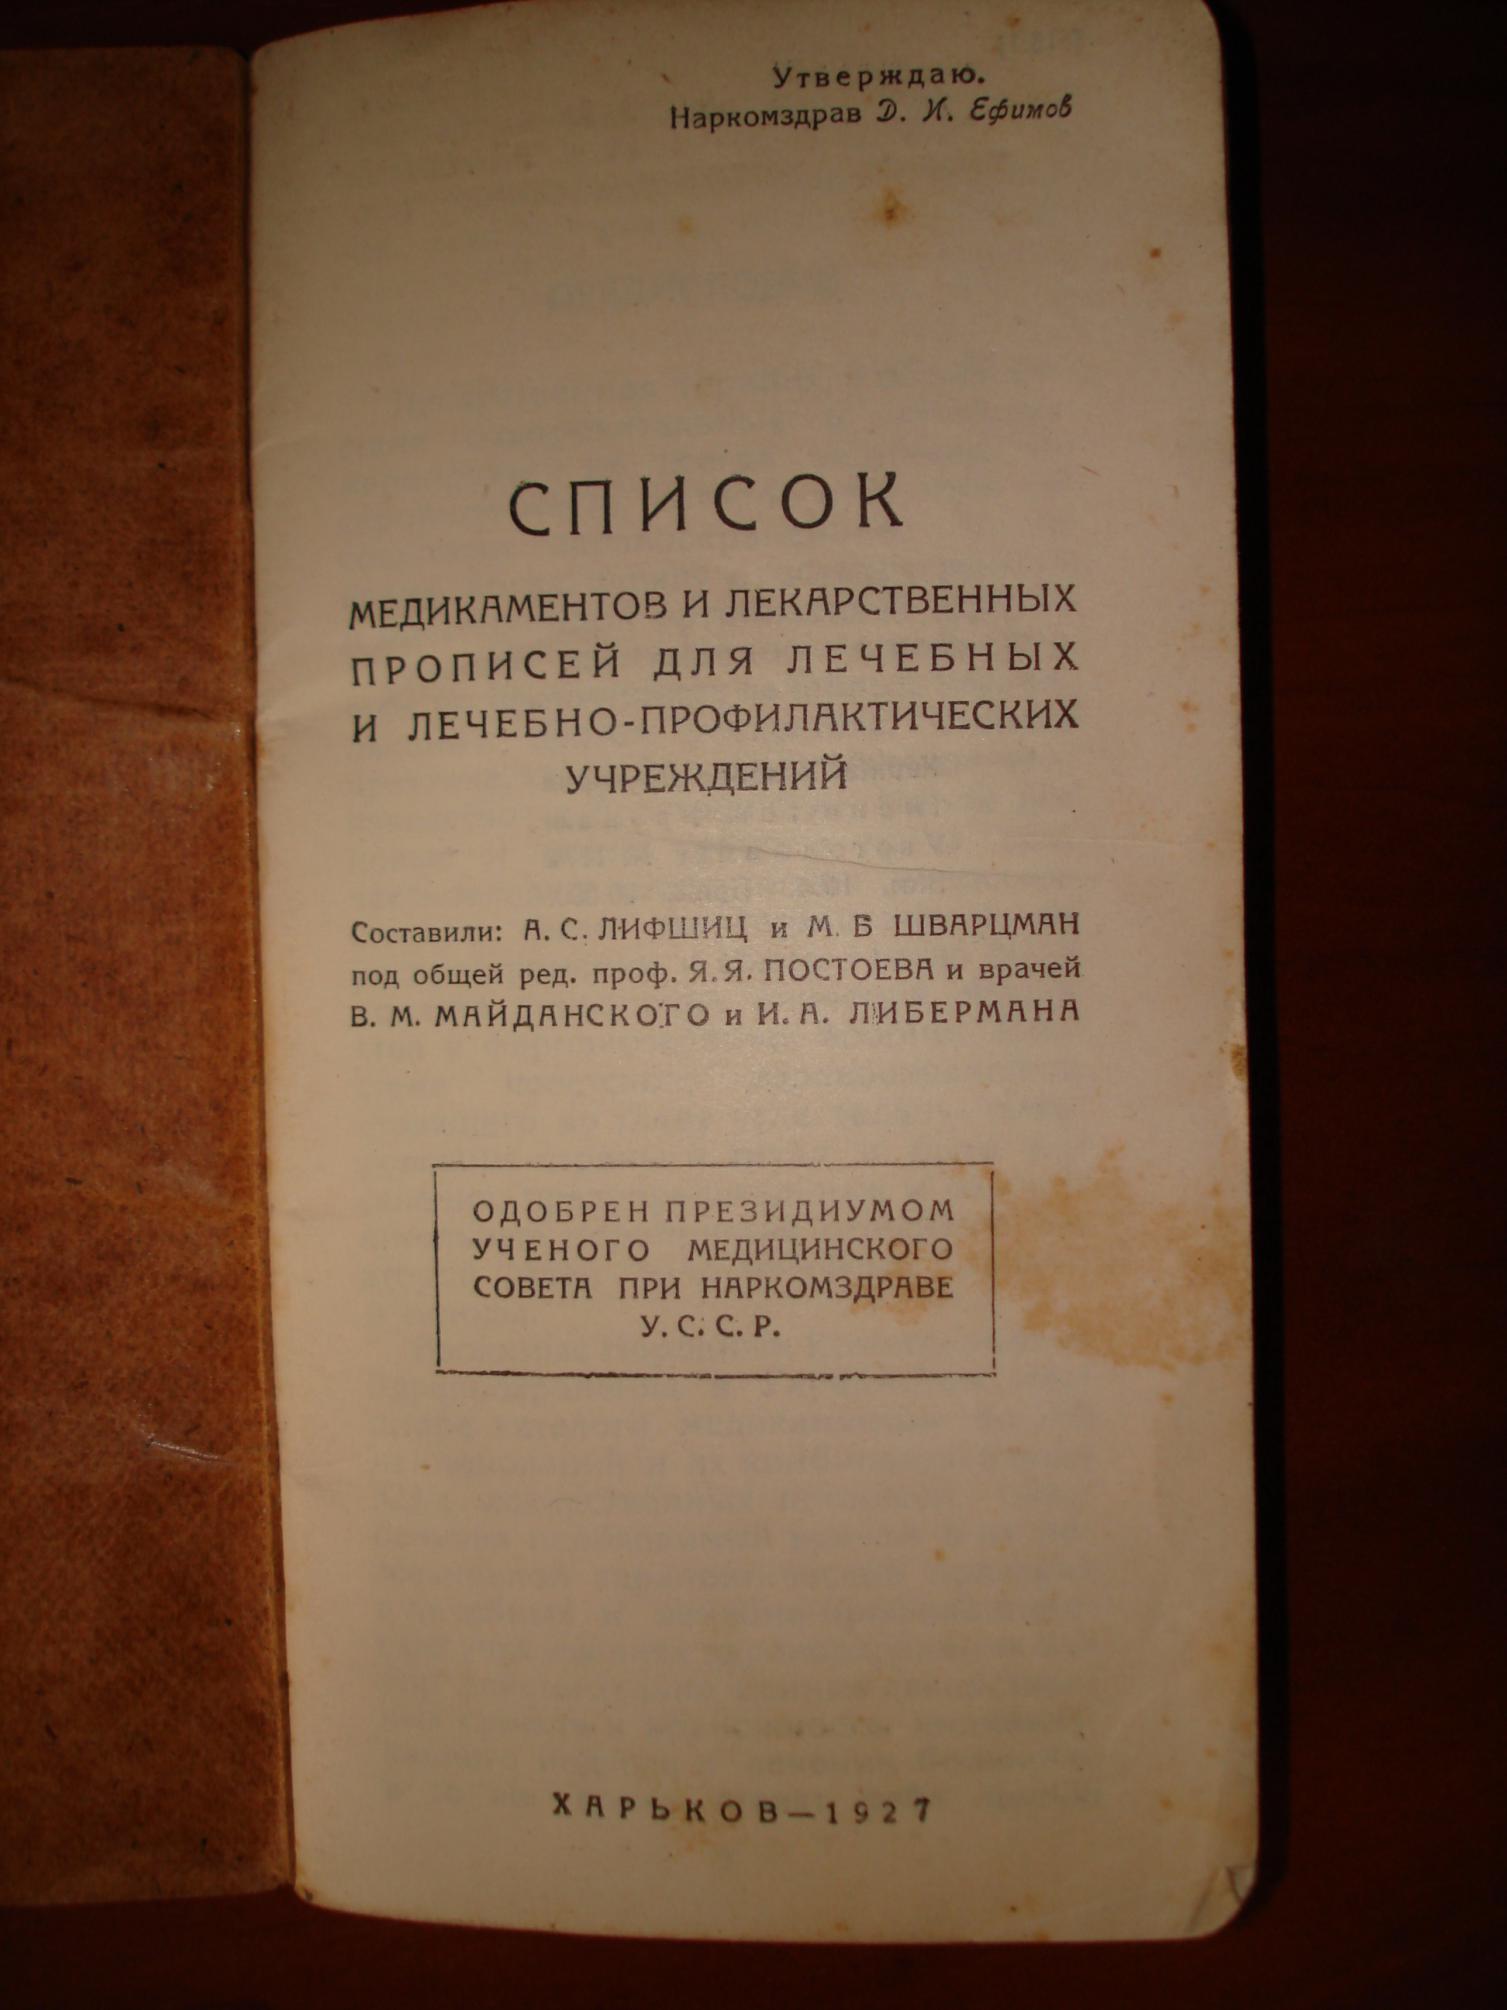 Утверждаю.
Наркомздрав Д. И. Ефимов
СПИСОК
МЕДИКАМЕНТОВ И ЛЕКАРСТВЕННЫХ
ПРОПИСЕЙ ДЛЯ ЛЕЧЕБНЫХ
И ЛЕЧЕБНО-ПРОФИЛАКТИЧЕСКИХ
УЧРЕЖДЕНИЙ
Составили: А. С. ЛИФШИЦ и М. Б ШВАРЦМАН
под общей ред. проф. Я. Я. ПОСТОЕВА и врачей
В. М. МАЙДАНСКОГО и И. А. ЛИБЕРМАНА
ОДОБРЕН ПРЕЗИДИУМОМ
УЧЕНОГО МЕДИЦИНСКОГО
СОВЕТА ПРИ НАРКОМЗДРАВЕ
У. С. С. Р.
ХАРЬКОВ—1927